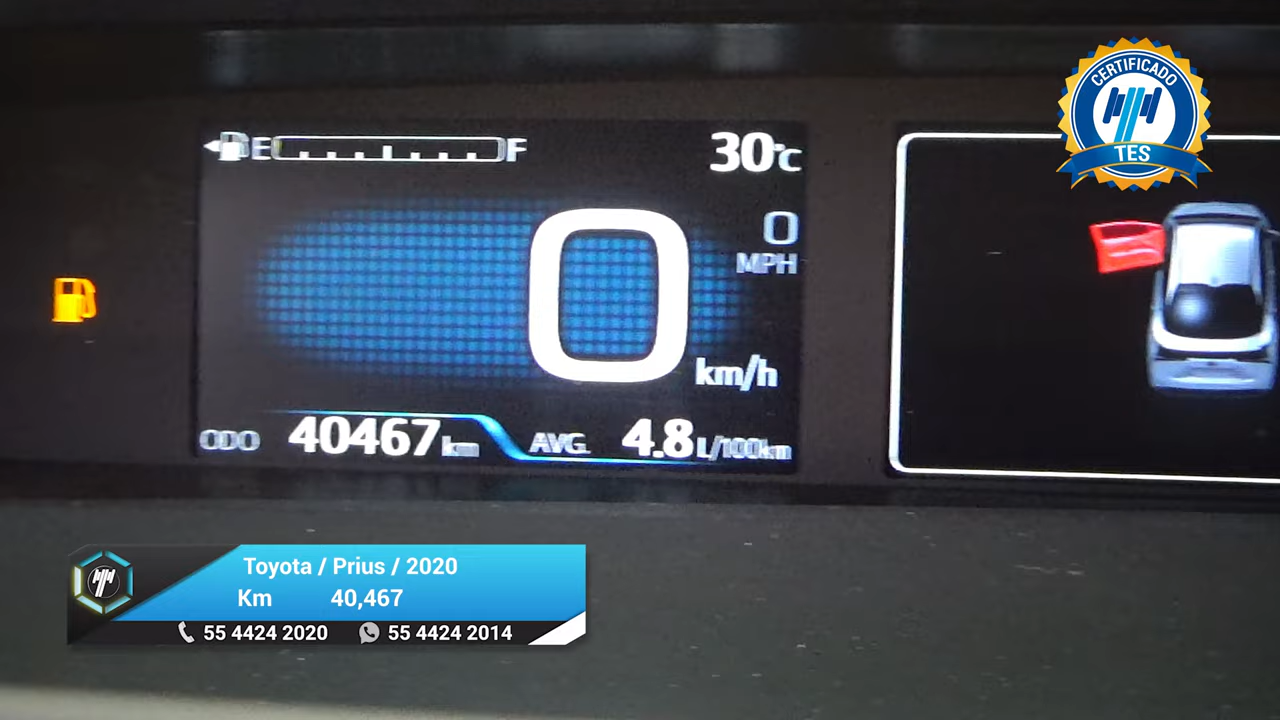 CERTIFICADO
TES
E F 30°C
0
MPH
0
km/h
ODO 40467 km AVG. 4.8 L/100km
Toyota / Prius / 2020
Km 40,467
55 4424 2020 55 4424 2014